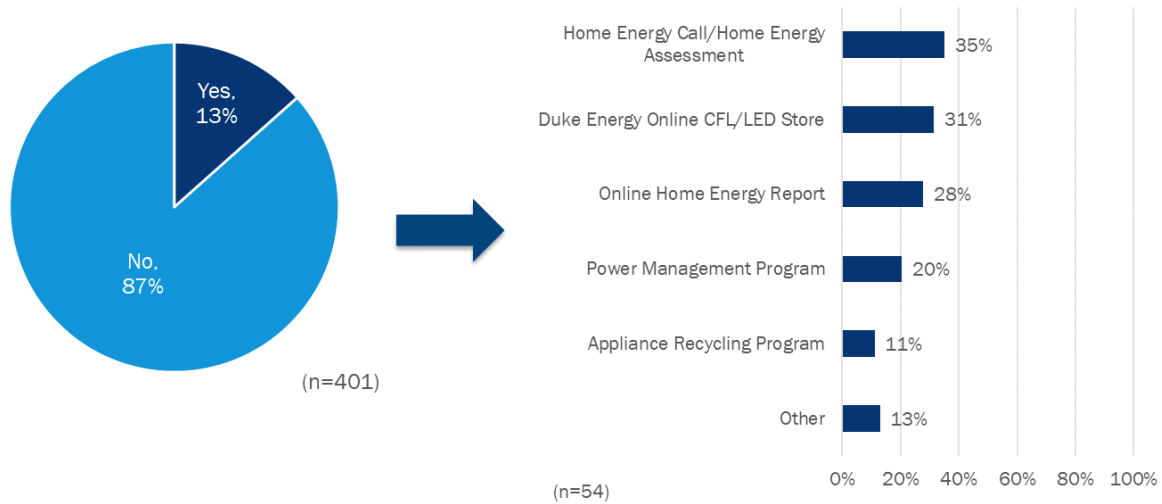 Yes,
13%
No,
87%
(n=401)
Home Energy Call/Home Energy
Assessment
35%
Duke Energy Online CFL/LED Store
31%
Online Home Energy Report
28%
Power Management Program
20%
Appliance Recycling Program
11%
Other
13%
0%
20%
40%
60%
80%
100%
(n=54)